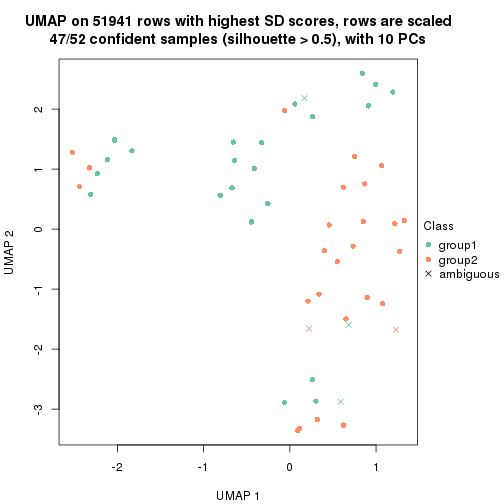 UMAP on 51941 rows with highest SD scores, rows are scaled
47/52 confident samples (silhouette > 0.5), with 10 PCs
2
1
0
-1
-2
-3
UMAP 2
-2
-1
0
1
UMAP 1
Class
group1
group2
ambiguous